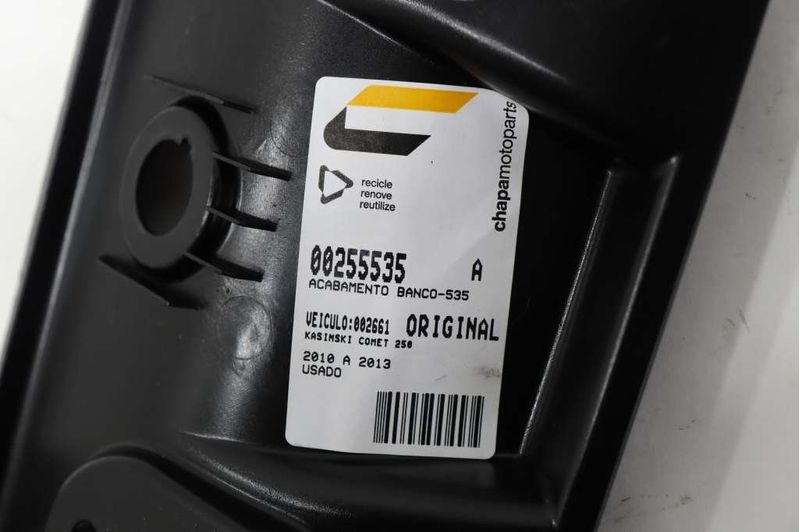 chapamotoparts
recicle
renove
reutilize
00255535 A
ACABAMENTO BANCO-535
VEICULO:002661 ORIGINAL
KASINSKI COMET 250
2010 A 2013
USADO